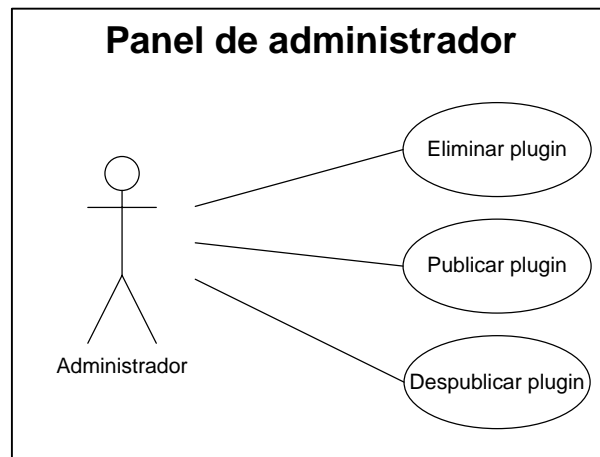 Panel de administrador
Eliminar plugin
Publicar plugin
Administrador
Despublicar plugin